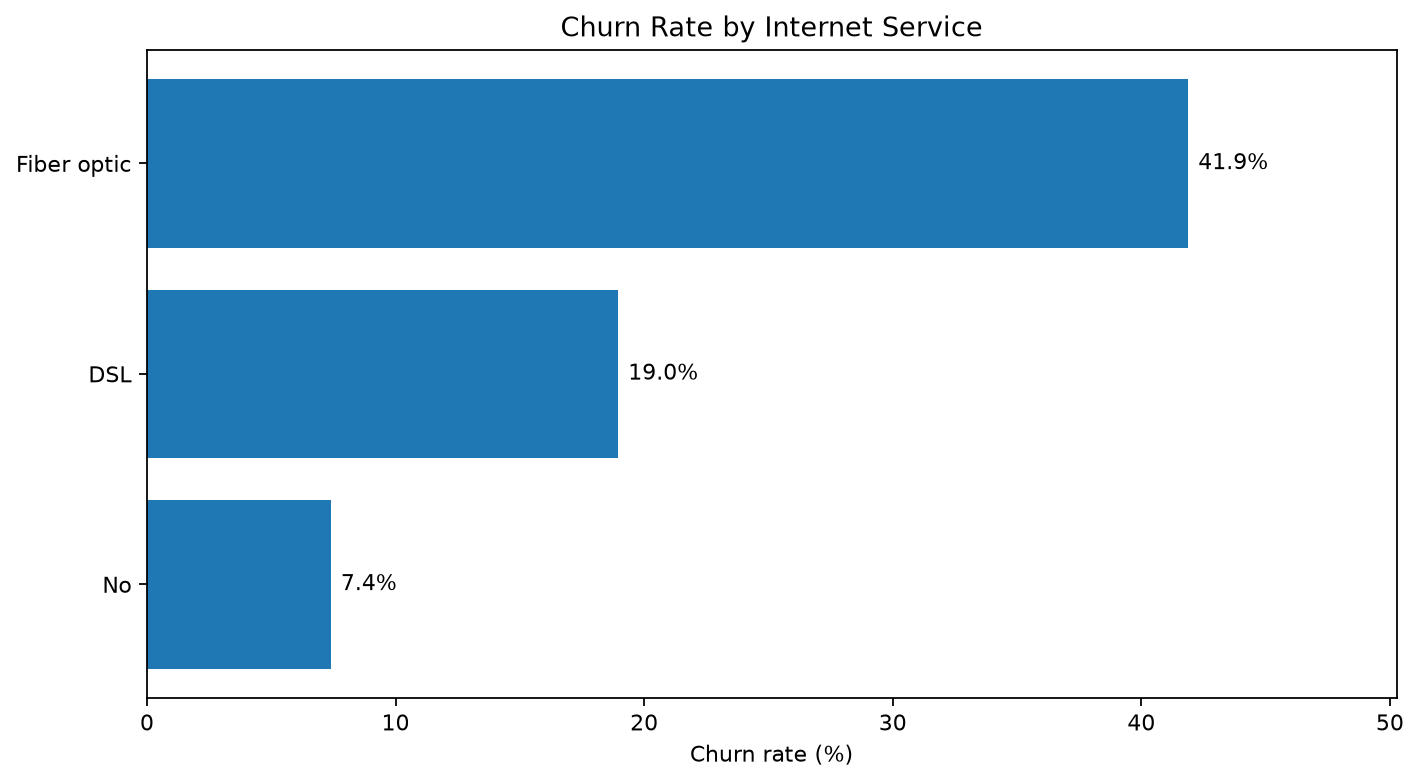 Churn Rate by Internet Service
Fiber optic
41.9%
DSL
19.0%
No
7.4%
0 10 20 30 40 50
Churn rate (%)